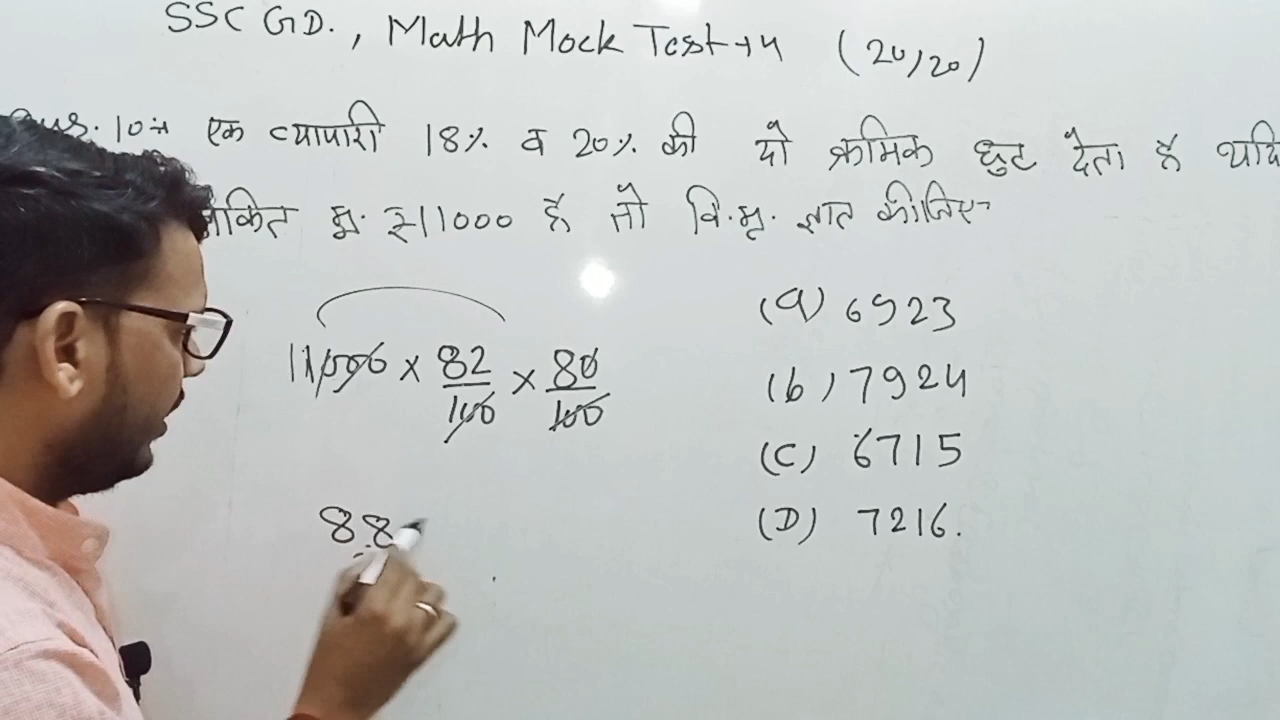 SSC GD. , Math Mock Test → 4 (20/20)
10 → एक व्यापारी 18% व 20% की दो क्रमिक छुट देता है यदि
मु. ₹11000 है तो वि.मू. ज्ञात कीजिए
11000 × 82/100 × 80/100
88
(a) 6923
(b) 7924
(c) 6715
(D) 7216.